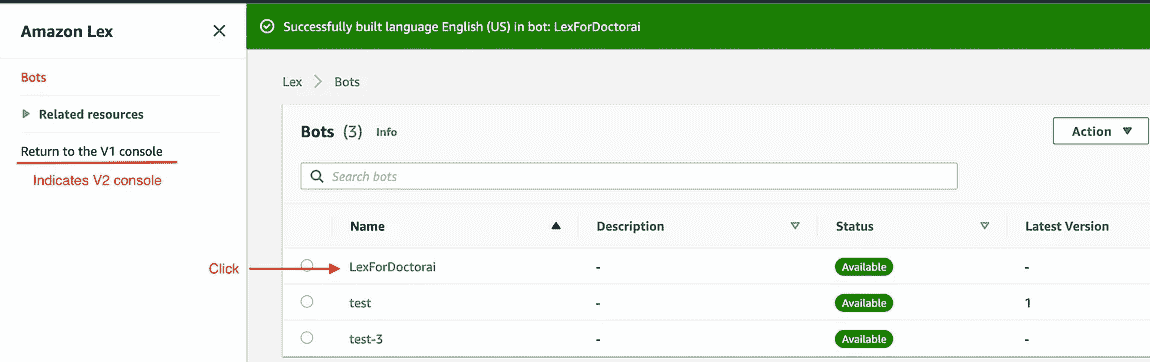 Amazon Lex
Successfully built language English (US) in bot: LexForDoctorai
Bots
Related resources
Return to the V1 console
Indicates V2 console
Lex > Bots
Bots (3) Info
Action
Search bots
Name Description Status Latest Version
Click LexForDoctorai - Available -
test - Available 1
test-3 - Available -